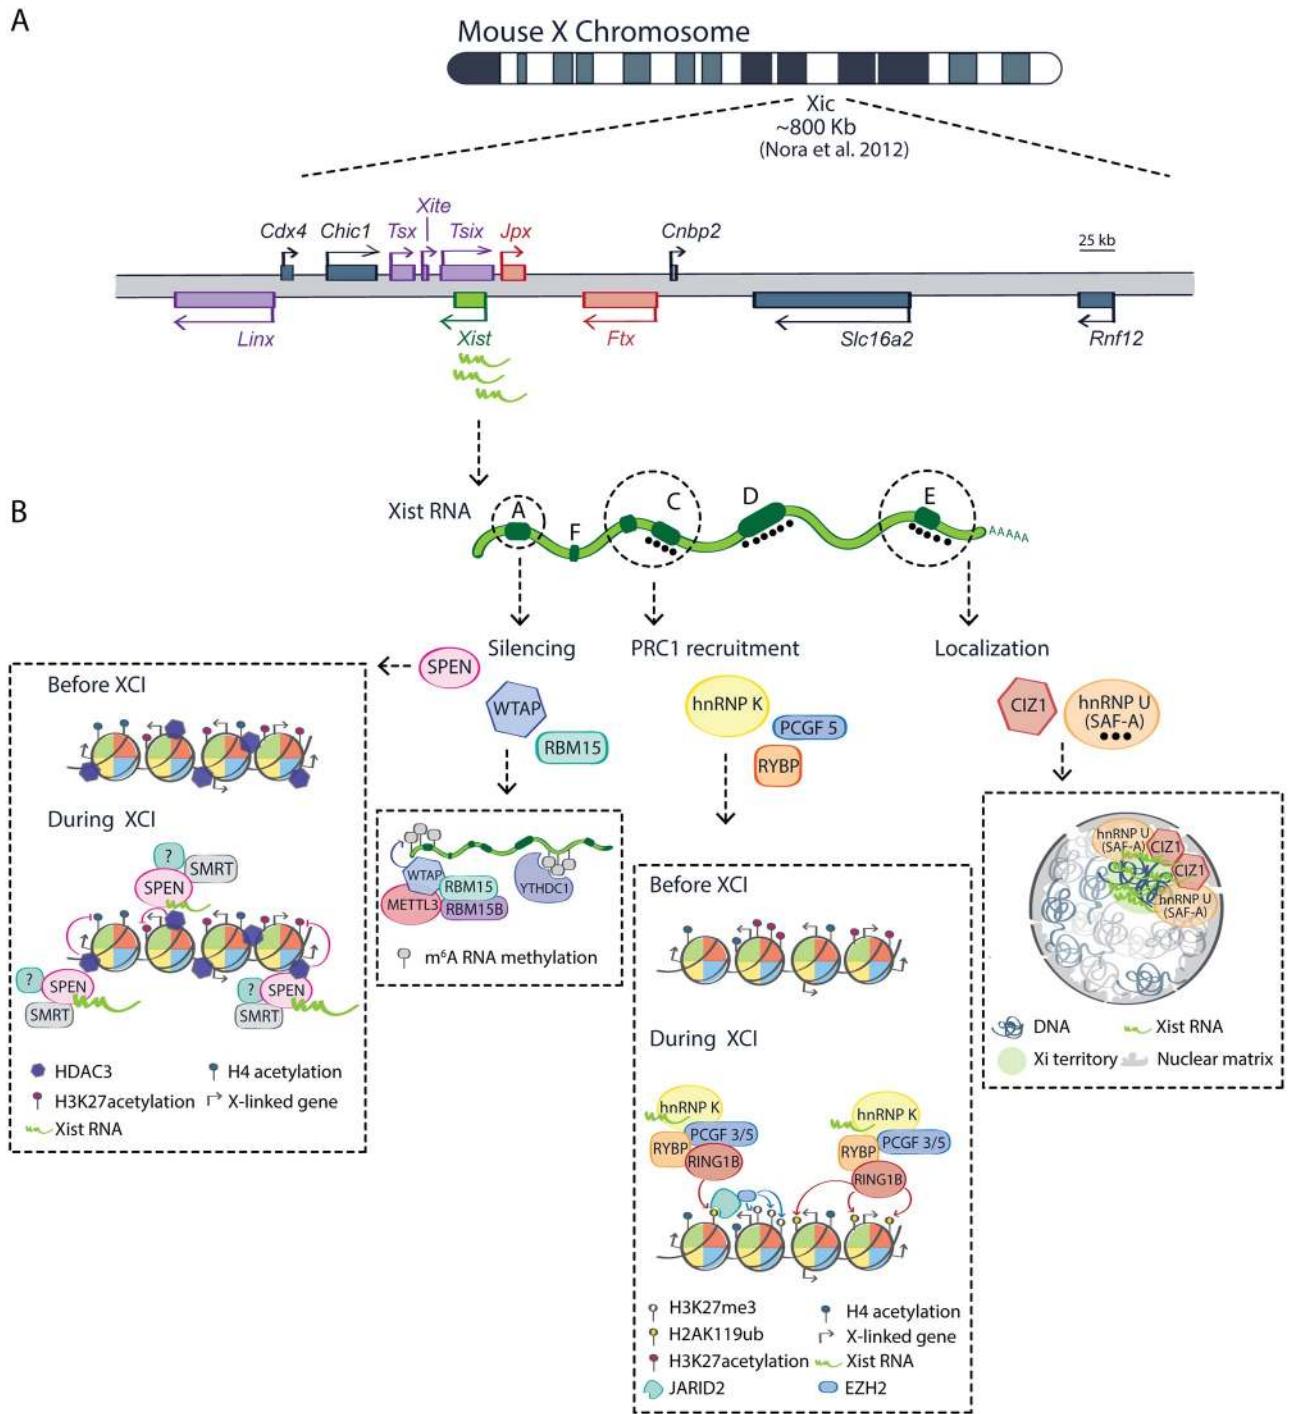 A
Mouse X Chromosome
Xic
~800 Kb
(Nora et al. 2012)
Xite
Cdx4 Chic1 Tsx Tsix Jpx Cnbp2
25 kb
Linx Xist Ftx Slc16a2 Rnf12
B
Xist RNA
A F C D E AAAAA
Silencing PRC1 recruitment Localization
SPEN
WTAP
RBM15
hnRNP K
PCGF 5
RYBP
CIZ1
hnRNP U
(SAF-A)
Before XCI
During XCI
?
SMRT
SPEN
?
SPEN
SMRT
?
SPEN
SMRT
HDAC3 H4 acetylation
H3K27acetylation X-linked gene
Xist RNA
WTAP
RBM15
METTL3
RBM15B
YTHDC1
m⁶A RNA methylation
Before XCI
During XCI
hnRNP K
PCGF 3/5
RYBP
RING1B
hnRNP K
PCGF 3/5
RYBP
RING1B
H3K27me3 H4 acetylation
H2AK119ub X-linked gene
H3K27acetylation Xist RNA
JARID2 EZH2
hnRNP U
(SAF-A)
CIZ1
CIZ1
hnRNP U
(SAF-A)
DNA Xist RNA
Xi territory Nuclear matrix